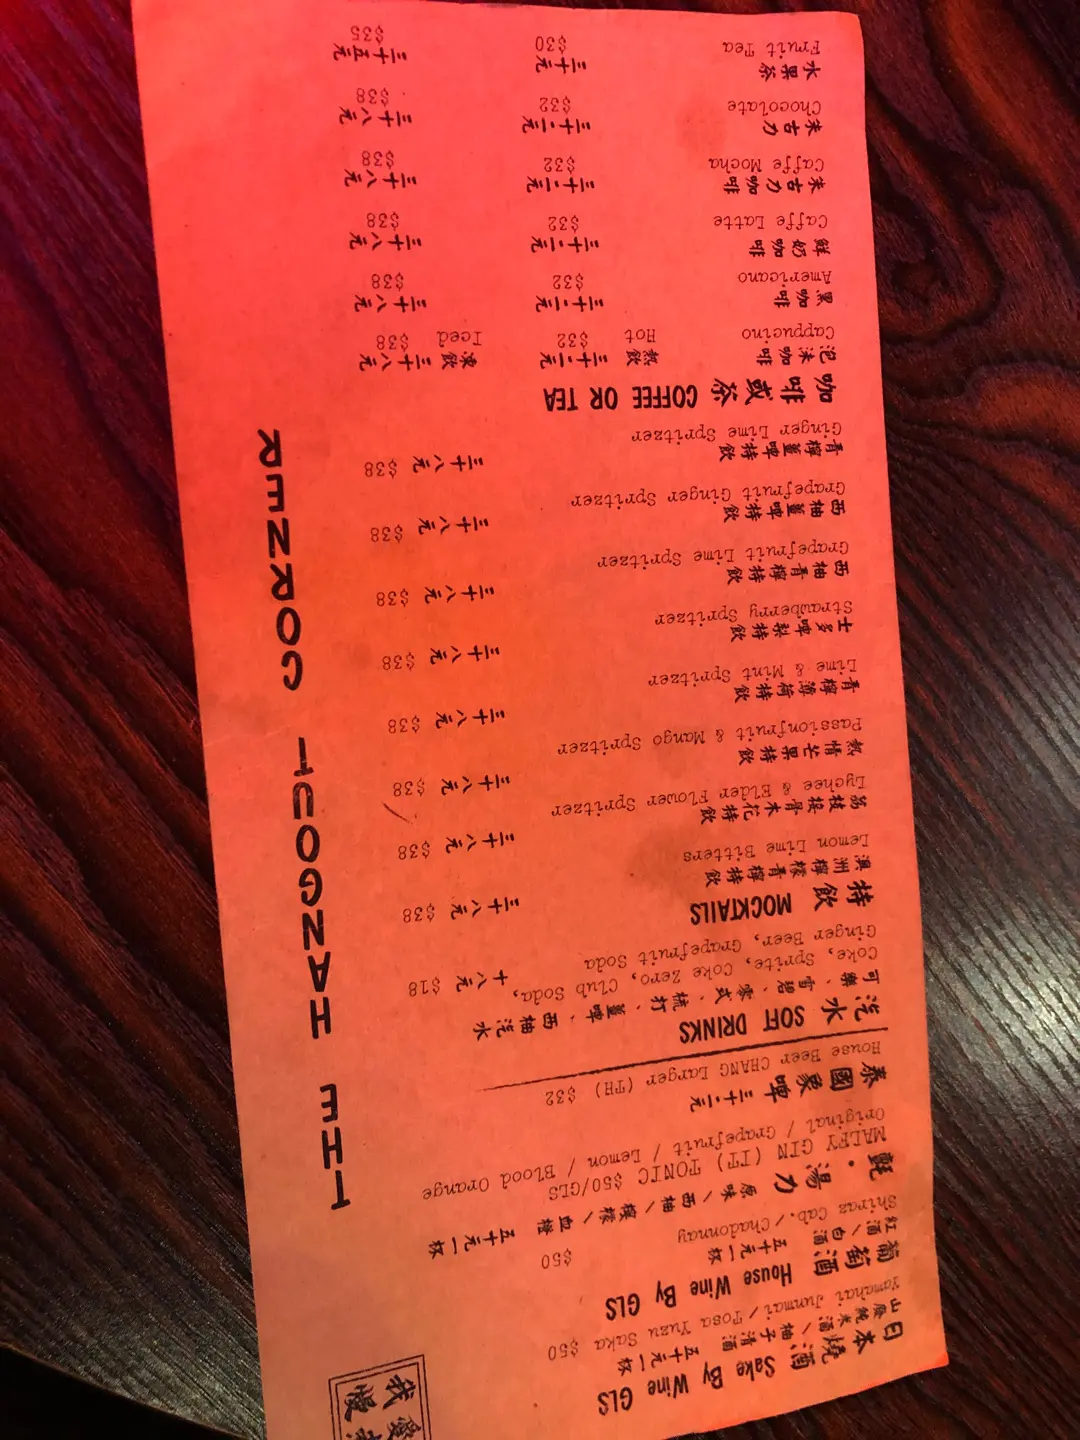 日本燒酒 Sake By Wine GLS
山廢純米酒/柚子清酒 五十元一杯
Yamahai Junmai/Tosa Yuzu Saka $50
葡萄酒 House Wine By GLS
紅酒/白酒 五十元一杯
Shiraz Cab./Chadonnay $50
氈·湯力 原味/西柚/檸檬/血橙 五十元一杯
MALFY GIN (IT) TONIC $50/GLS
Original / Grapefruit / Lemon / Blood Orange
泰國象啤 三十二元
House Beer CHANG Larger (TH) $32
汽水 SOFT DRINKS
可樂、雪碧、零式、梳打、薑啤、西柚汽水
Coke, Sprite, Coke Zero, Club Soda, 十八元 $18
Ginger Beer, Grapefruit Soda
特飲 MOCKTAILS
澳洲檸檬青檸特飲 三十八元 $38
Lemon Lime Bitters
荔枝接骨木花特飲 三十八元 $38
Lychee & Elder Flower Spritzer
熱情芒果特飲 三十八元 $38
Passionfruit & Mango Spritzer
青檸薄荷特飲 三十八元 $38
Lime & Mint Spritzer
士多啤梨特飲 三十八元 $38
Strawberry Spritzer
西柚青檸特飲 三十八元 $38
Grapefruit Lime Spritzer
西柚薑啤特飲 三十八元 $38
Grapefruit Ginger Spritzer
青檸薑啤特飲 三十八元 $38
Ginger Lime Spritzer
咖啡或茶 COFFEE OR TEA
泡沫咖啡 熱飲 三十二元 凍飲 三十八元
Cappucino Hot $32 Iced $38
黑咖啡 三十二元 三十八元
Americano $32 $38
鮮奶咖啡 三十二元 三十八元
Caffe Latte $32 $38
朱古力咖啡 三十二元 三十八元
Caffe Mocha $32 $38
朱古力 三十二元 三十八元
Chocolate $32 $38
水果茶 三十元 三十五元
Fruit Tea $30 $35
THE HANGOUT CORNER
我愛
慢